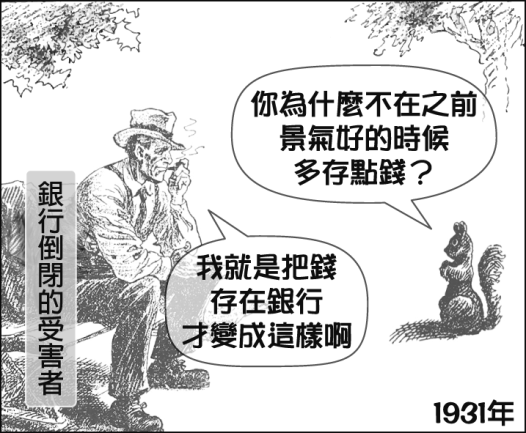 你為什麼不在之前
景氣好的時候
多存點錢？
我就是把錢
存在銀行
才變成這樣啊
銀行倒閉的受害者
1931年